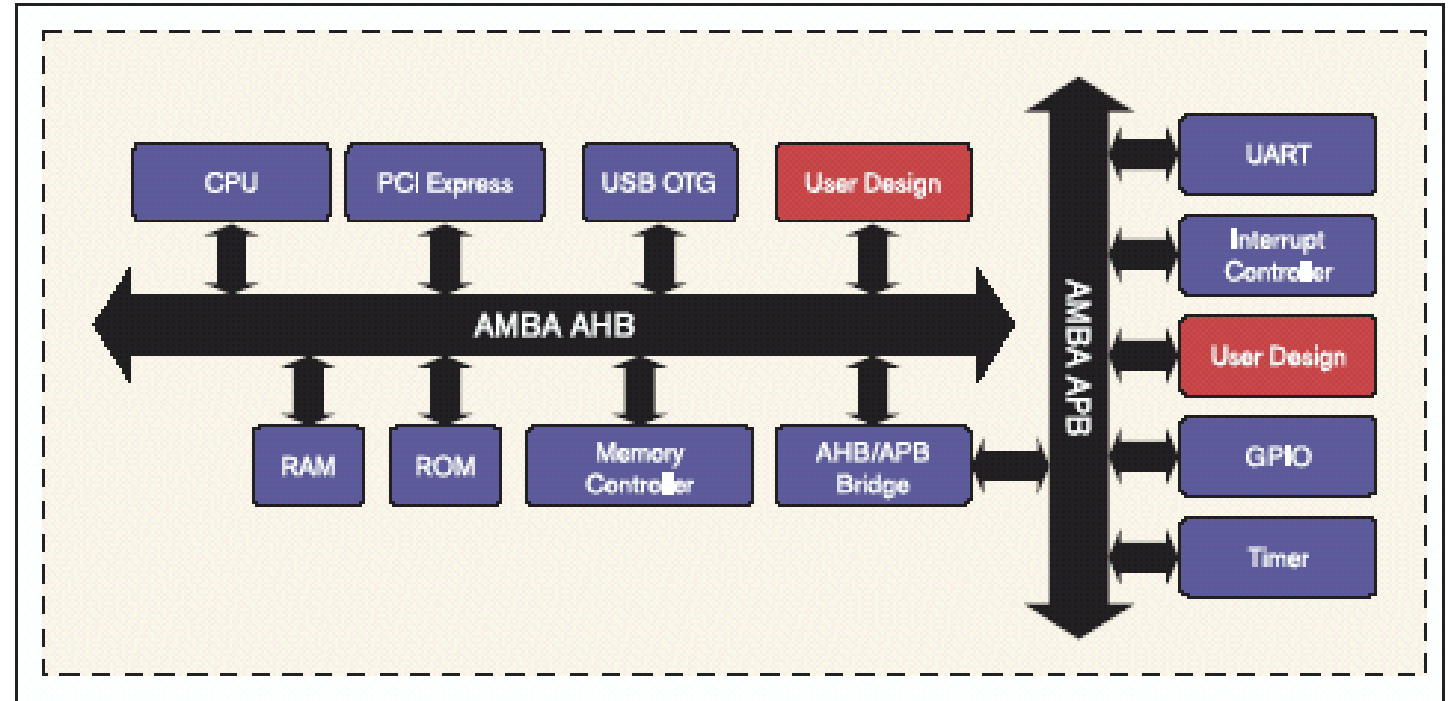 CPU
PCI Express
USB OTG
User Design
AMBA AHB
RAM
ROM
Memory
Controller
AHB/APB
Bridge
AMBA APB
UART
Interrupt
Controller
User Design
GPIO
Timer